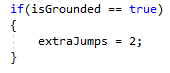 if(isGrounded == true)
{
    extraJumps = 2;
}